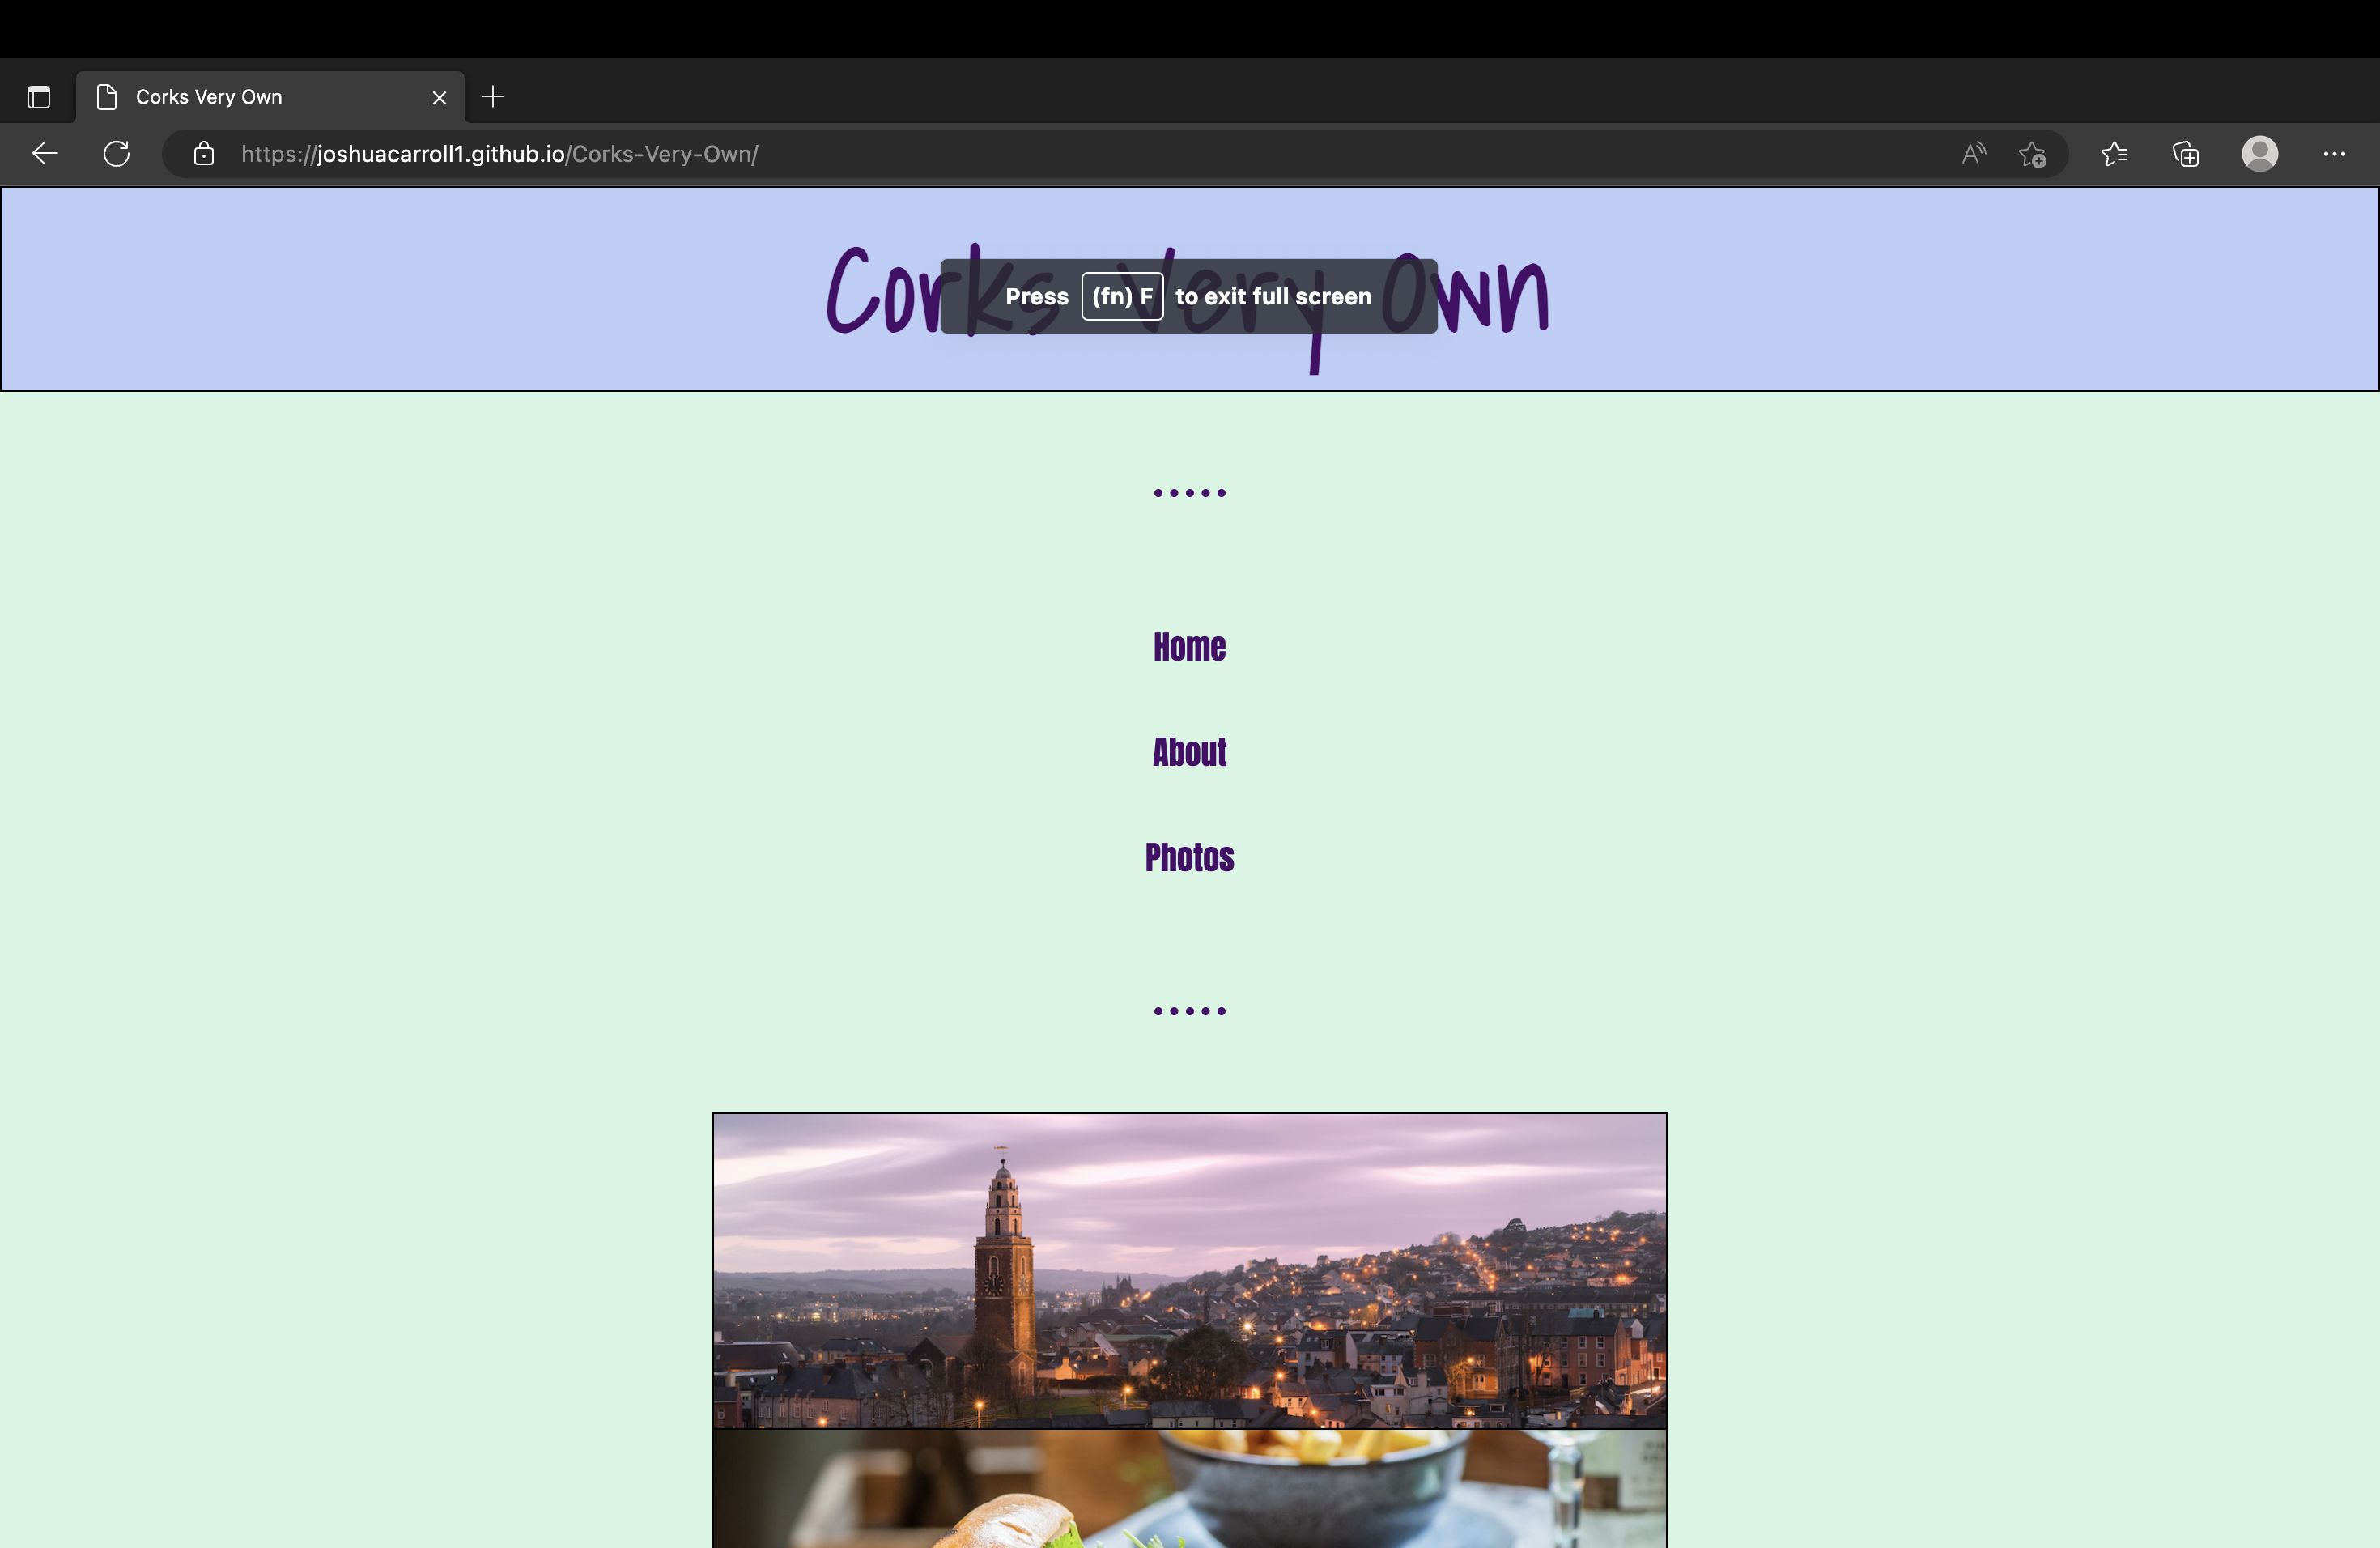 Corks Very Own
https://joshuacarroll1.github.io/Corks-Very-Own/
Corks Very Own
Press (fn) F to exit full screen
.....
Home
About
Photos
.....